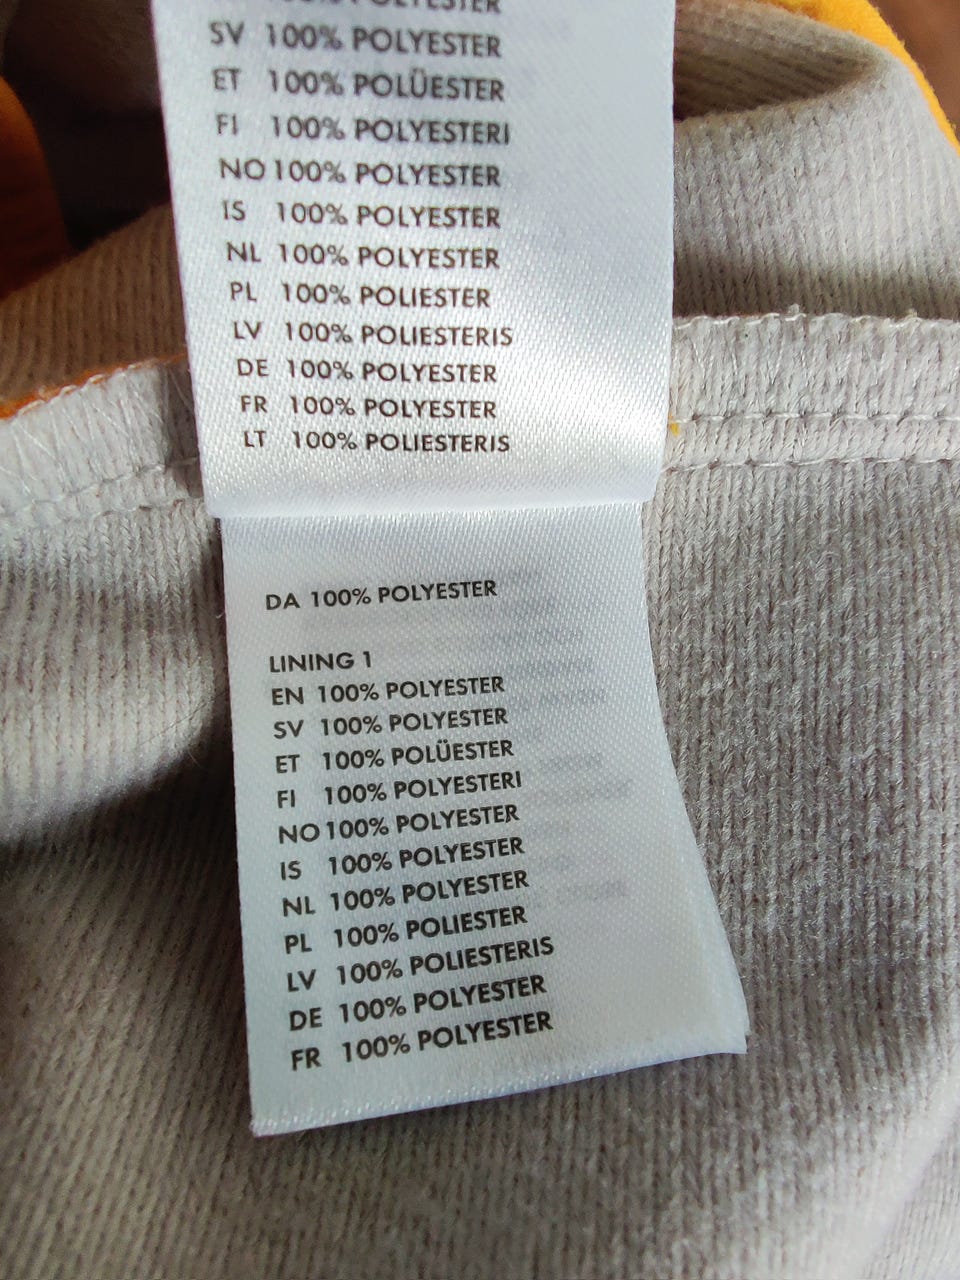 100% POLYESTER
SV 100% POLYESTER
ET 100% POLÜESTER
FI 100% POLYESTERI
NO 100% POLYESTER
IS 100% POLYESTER
NL 100% POLYESTER
PL 100% POLIESTER
LV 100% POLIESTERIS
DE 100% POLYESTER
FR 100% POLYESTER
LT 100% POLIESTERIS
DA 100% POLYESTER
LINING 1
EN 100% POLYESTER
SV 100% POLYESTER
ET 100% POLÜESTER
FI 100% POLYESTERI
NO 100% POLYESTER
IS 100% POLYESTER
NL 100% POLYESTER
PL 100% POLIESTER
LV 100% POLIESTERIS
DE 100% POLYESTER
FR 100% POLYESTER